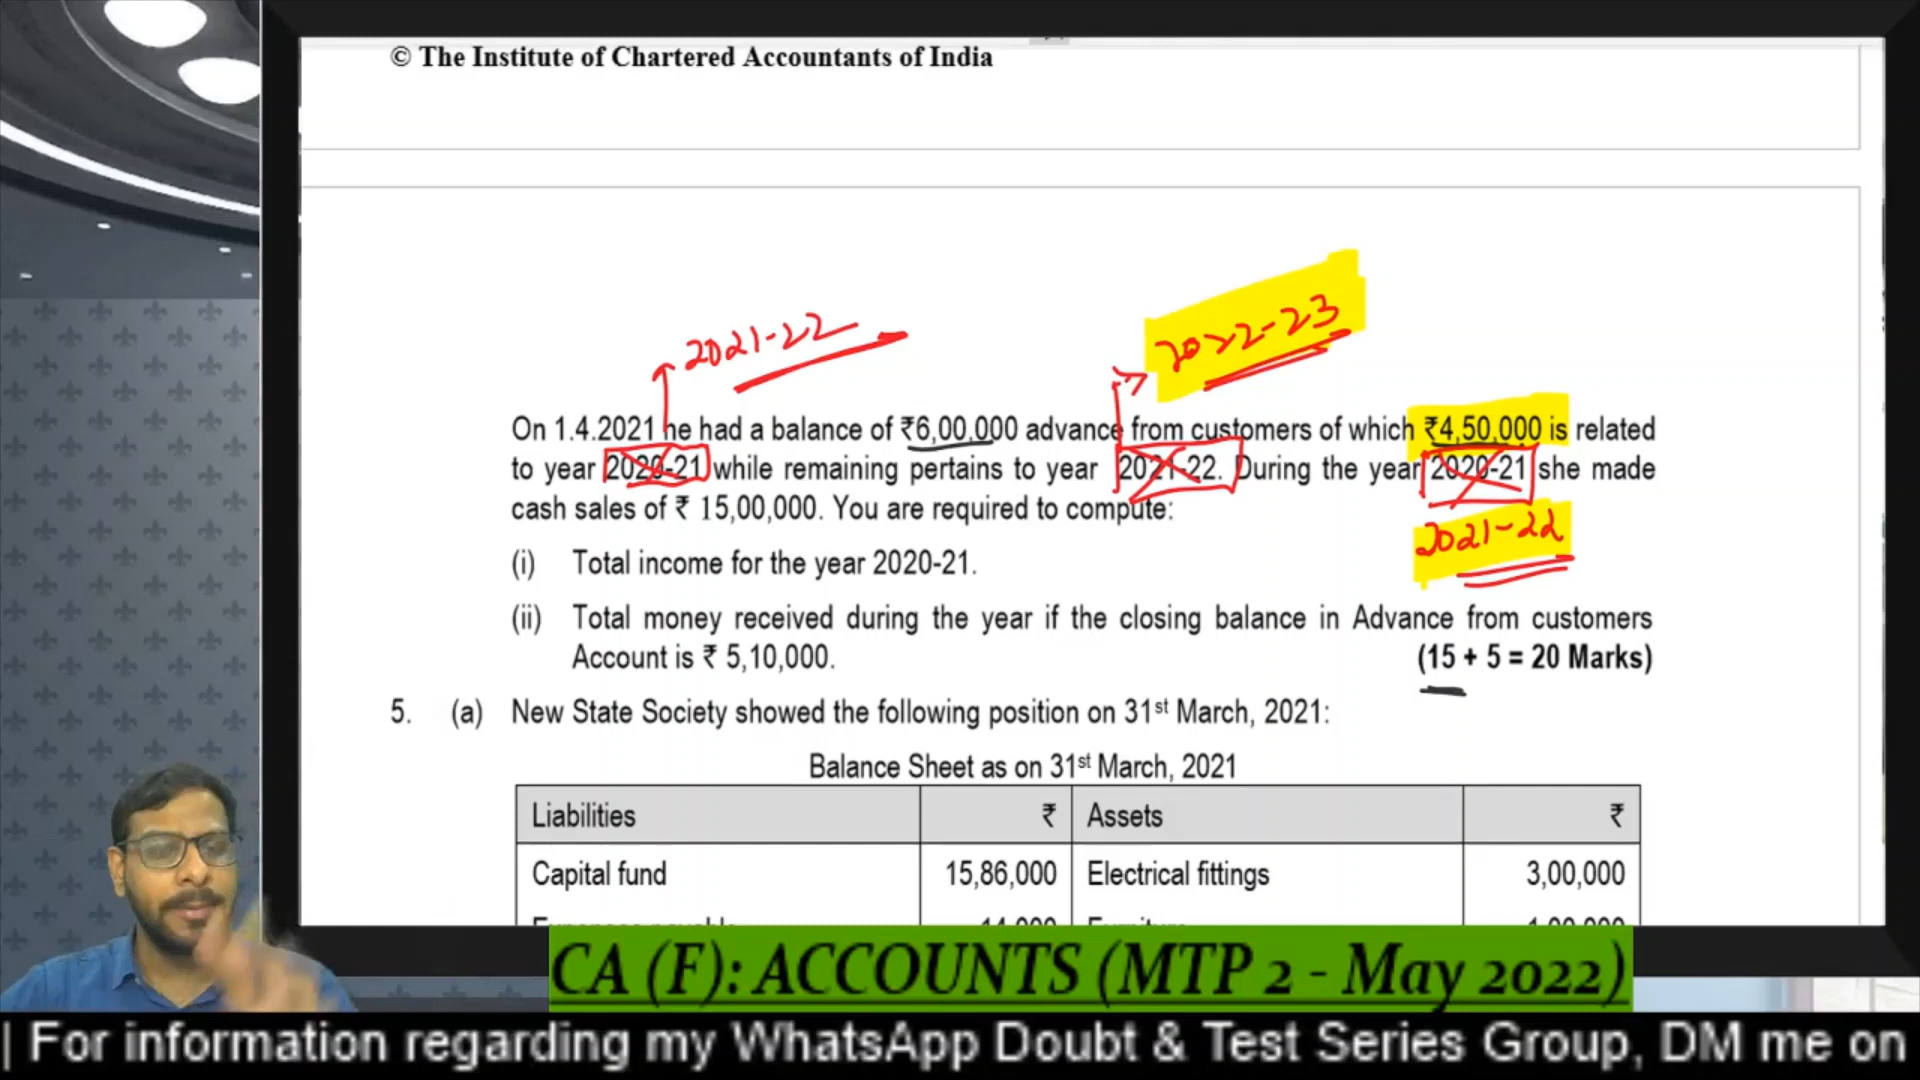 © The Institute of Chartered Accountants of India
2021-22
2022-23
On 1.4.2021 he had a balance of ₹6,00,000 advance from customers of which ₹4,50,000 is related
to year 2020-21 while remaining pertains to year 2021-22. During the year 2020-21 she made
cash sales of ₹ 15,00,000. You are required to compute:
2021-22
(i) Total income for the year 2020-21.
(ii) Total money received during the year if the closing balance in Advance from customers
Account is ₹ 5,10,000. (15 + 5 = 20 Marks)
5. (a) New State Society showed the following position on 31st March, 2021:
Balance Sheet as on 31st March, 2021
Liabilities ₹ Assets ₹
Capital fund 15,86,000 Electrical fittings 3,00,000
CA (F): ACCOUNTS (MTP 2 - May 2022)
| For information regarding my WhatsApp Doubt & Test Series Group, DM me on